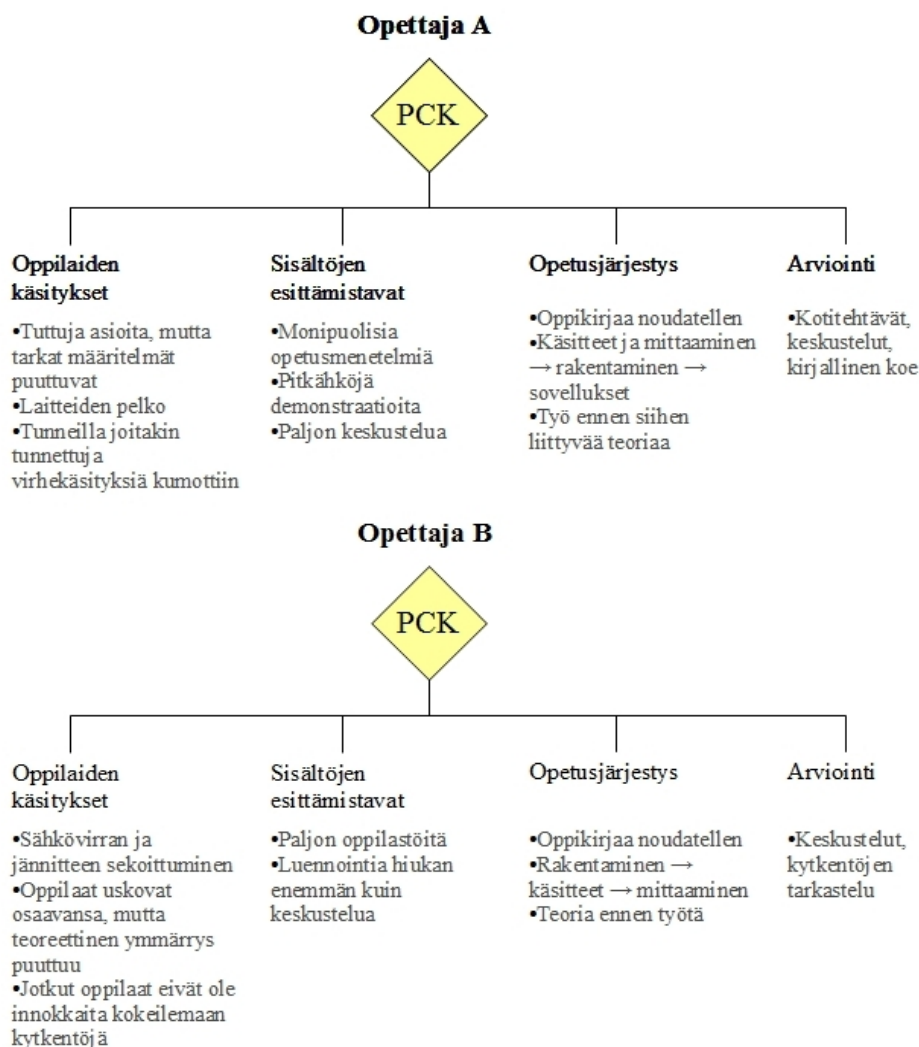 Opettaja A
PCK
Oppilaiden
käsitykset
•Tuttuja asioita, mutta
tarkat määritelmät
puuttuvat
•Laitteiden pelko
•Tunneilla joitakin
tunnettuja
virhekäsityksiä kumottiin
Sisältöjen
esittämistavat
•Monipuolisia
opetusmenetelmiä
•Pitkähköjä
demonstraatioita
•Paljon keskustelua
Opetusjärjestys
•Oppikirjaa noudatellen
•Käsitteet ja mittaaminen
→ rakentaminen →
sovellukset
•Työ ennen siihen
liittyvää teoriaa
Arviointi
•Kotitehtävät,
keskustelut,
kirjallinen koe
Opettaja B
PCK
Oppilaiden
käsitykset
•Sähkövirran ja
jännitteen sekoittuminen
•Oppilaat uskovat
osaavansa, mutta
teoreettinen ymmärrys
puuttuu
•Jotkut oppilaat eivät ole
innokkaita kokeilemaan
kytkentöjä
Sisältöjen
esittämistavat
•Paljon oppilastöitä
•Luennointia hiukan
enemmän kuin
keskustelua
Opetusjärjestys
•Oppikirjaa noudatellen
•Rakentaminen →
käsitteet → mittaaminen
•Teoria ennen työtä
Arviointi
•Keskustelut,
kytkentöjen
tarkastelu